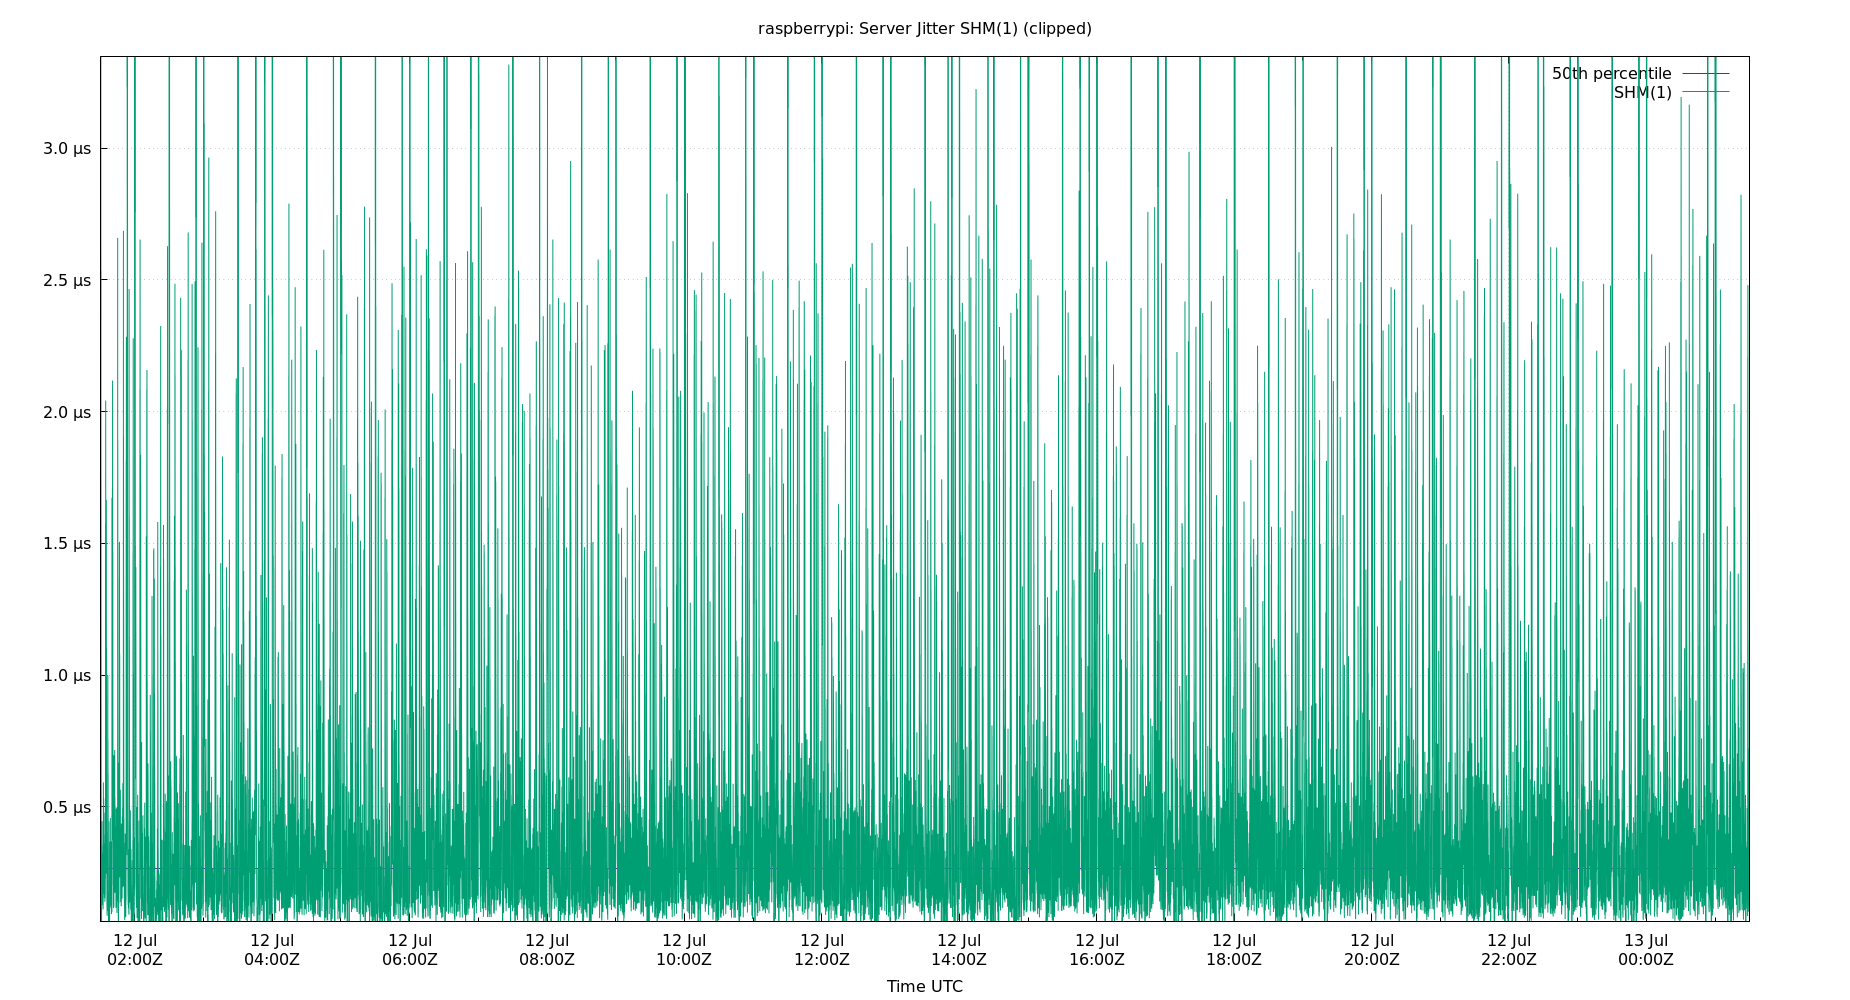 raspberrypi: Server Jitter SHM(1) (clipped)
50th percentile
SHM(1)
3.0 μs
2.5 μs
2.0 μs
1.5 μs
1.0 μs
0.5 μs
12 Jul 12 Jul 12 Jul 12 Jul 12 Jul 12 Jul 12 Jul 12 Jul 12 Jul 12 Jul 12 Jul 13 Jul
02:00Z 04:00Z 06:00Z 08:00Z 10:00Z 12:00Z 14:00Z 16:00Z 18:00Z 20:00Z 22:00Z 00:00Z
Time UTC